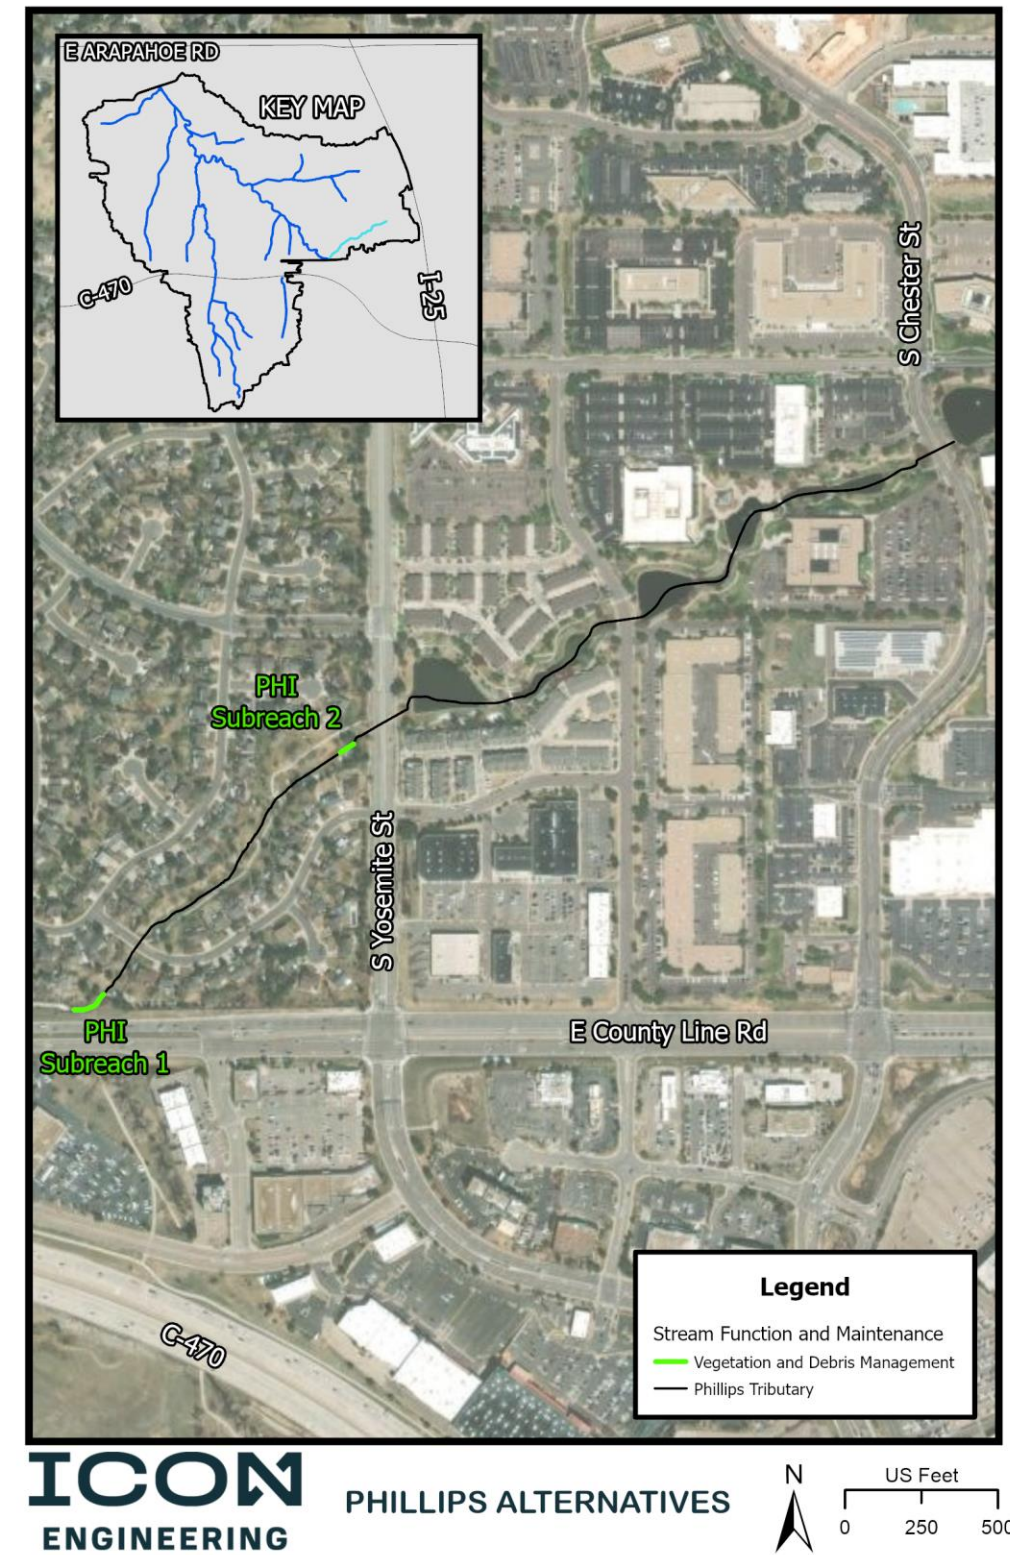 E ARAPAHOE RD
KEY MAP
C-470
I-25
S Chester St
PHI
Subreach 2
S Yosemite St
PHI
Subreach 1
E County Line Rd
C-470
Legend
Stream Function and Maintenance
Vegetation and Debris Management
Phillips Tributary
ICON
ENGINEERING
PHILLIPS ALTERNATIVES
N
US Feet
0 250 500